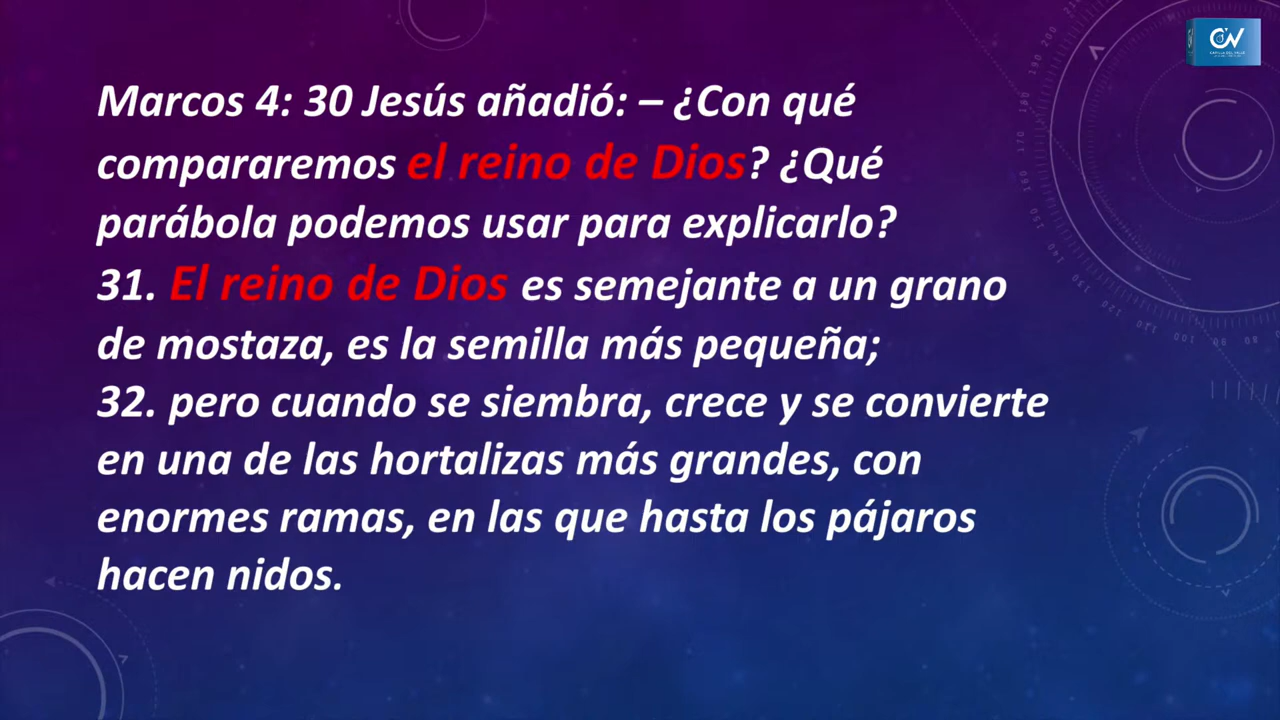 Marcos 4: 30 Jesús añadió: – ¿Con qué
compararemos el reino de Dios? ¿Qué
parábola podemos usar para explicarlo?
31. El reino de Dios es semejante a un grano
de mostaza, es la semilla más pequeña;
32. pero cuando se siembra, crece y se convierte
en una de las hortalizas más grandes, con
enormes ramas, en las que hasta los pájaros
hacen nidos.